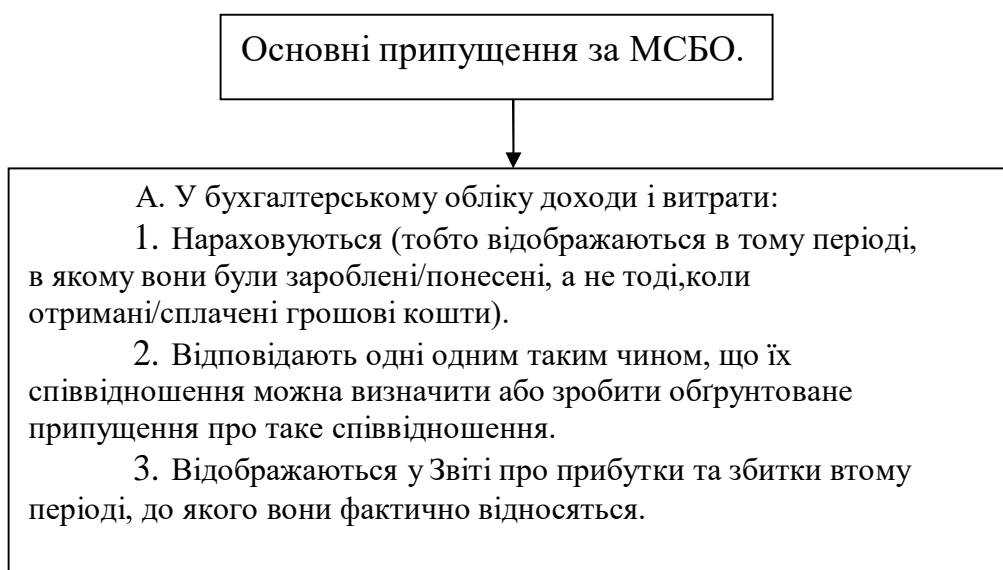 Основні припущення за МСБО.
А. У бухгалтерському обліку доходи і витрати:
1. Нараховуються (тобто відображаються в тому періоді,
в якому вони були зароблені/понесені, а не тоді,коли
отримані/сплачені грошові кошти).
2. Відповідають одні одним таким чином, що їх
співвідношення можна визначити або зробити обґрунтоване
припущення про таке співвідношення.
3. Відображаються у Звіті про прибутки та збитки втому
періоді, до якого вони фактично відносяться.